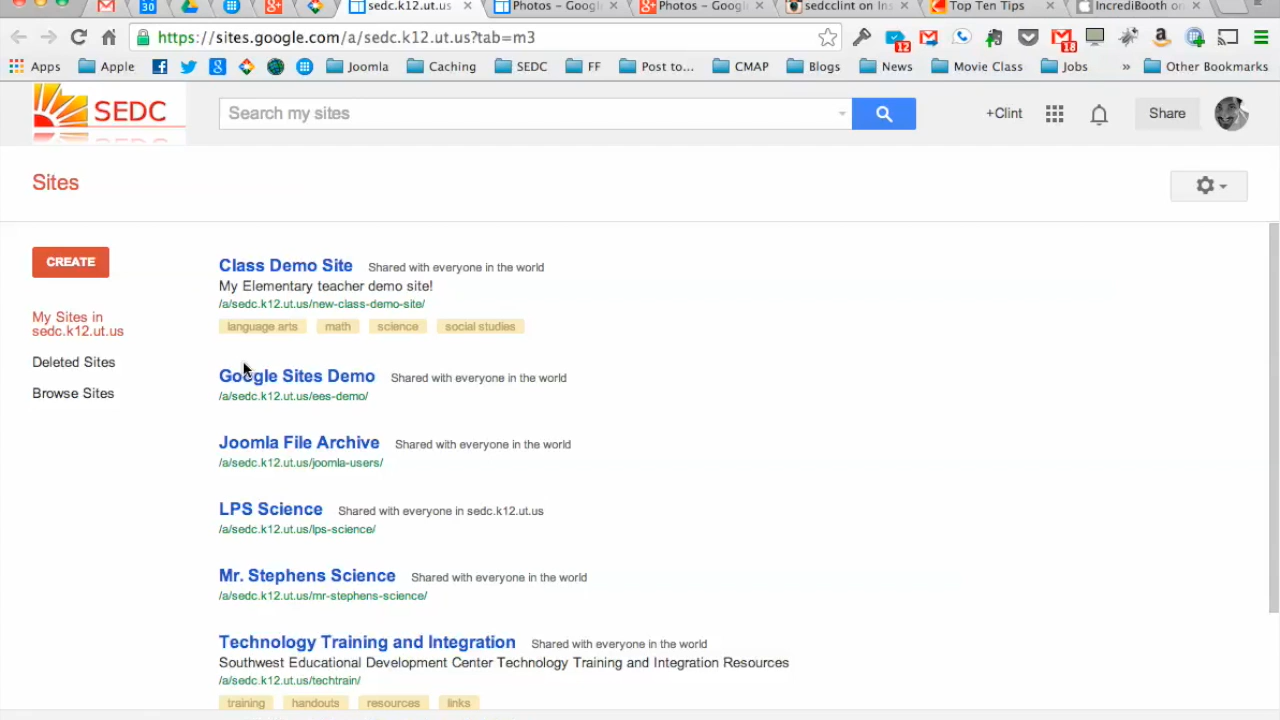 30
sedc.k12.ut.us ×
Photos – Google ×
Photos – Google ×
sedcclint on Ins ×
Top Ten Tips ×
IncrediBooth on ×
https://sites.google.com/a/sedc.k12.ut.us?tab=m3
12
18
Apps
Apple
Joomla
Caching
SEDC
FF
Post to...
CMAP
Blogs
News
Movie Class
Jobs
»
Other Bookmarks
SEDC
Search my sites
+Clint
Share
Sites
CREATE
My Sites in
sedc.k12.ut.us
Deleted Sites
Browse Sites
Class Demo Site Shared with everyone in the world
My Elementary teacher demo site!
/a/sedc.k12.ut.us/new-class-demo-site/
language arts math science social studies
Google Sites Demo Shared with everyone in the world
/a/sedc.k12.ut.us/ees-demo/
Joomla File Archive Shared with everyone in the world
/a/sedc.k12.ut.us/joomla-users/
LPS Science Shared with everyone in sedc.k12.ut.us
/a/sedc.k12.ut.us/lps-science/
Mr. Stephens Science Shared with everyone in the world
/a/sedc.k12.ut.us/mr-stephens-science/
Technology Training and Integration Shared with everyone in the world
Southwest Educational Development Center Technology Training and Integration Resources
/a/sedc.k12.ut.us/techtrain/
training handouts resources links